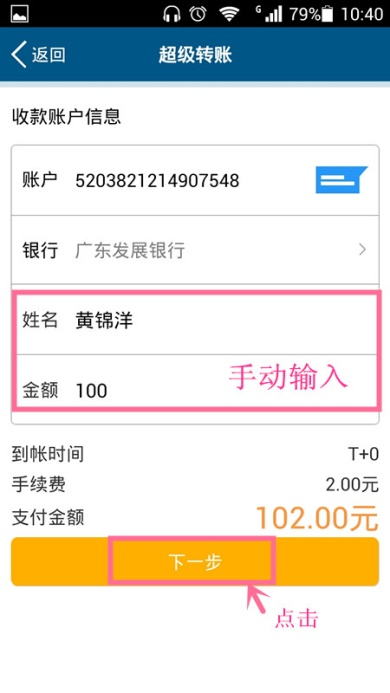 G 79% 10:40
返回 超级转账
收款账户信息
账户 5203821214907548
银行 广东发展银行
姓名 黄锦洋
手动输入
金额 100
到帐时间 T+0
手续费 2.00元
支付金额 102.00元
下一步
点击